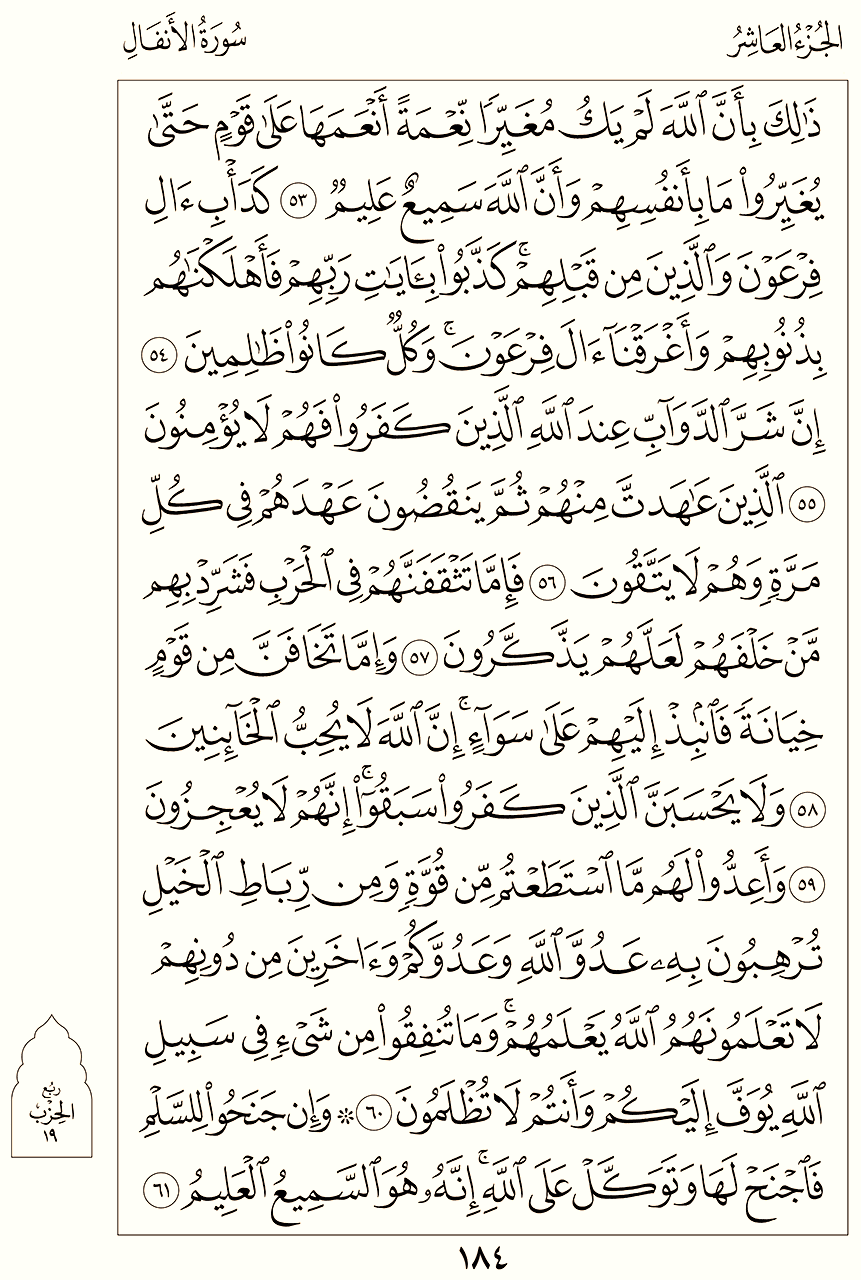 الجُزْءُ العَاشِرُ
سُورَةُ الأَنفَالِ
ذَٰلِكَ بِأَنَّ ٱللَّهَ لَمۡ يَكُ مُغَيِّرٗا نِّعۡمَةً أَنۡعَمَهَا عَلَىٰ قَوۡمٍ حَتَّىٰ
يُغَيِّرُواْ مَا بِأَنفُسِهِمۡ وَأَنَّ ٱللَّهَ سَمِيعٌ عَلِيمٞ ٥٣ كَدَأۡبِ ءَالِ
فِرۡعَوۡنَ وَٱلَّذِينَ مِن قَبۡلِهِمۡۚ كَذَّبُواْ بِـَٔايَٰتِ رَبِّهِمۡ فَأَهۡلَكۡنَٰهُم
بِذُنُوبِهِمۡ وَأَغۡرَقۡنَآ ءَالَ فِرۡعَوۡنَۚ وَكُلّٞ كَانُواْ ظَٰلِمِينَ ٥٤
إِنَّ شَرَّ ٱلدَّوَآبِّ عِندَ ٱللَّهِ ٱلَّذِينَ كَفَرُواْ فَهُمۡ لَا يُؤۡمِنُونَ
٥٥ ٱلَّذِينَ عَٰهَدتَّ مِنۡهُمۡ ثُمَّ يَنقُضُونَ عَهۡدَهُمۡ فِي كُلِّ
مَرَّةٖ وَهُمۡ لَا يَتَّقُونَ ٥٦ فَإِمَّا تَثۡقَفَنَّهُمۡ فِي ٱلۡحَرۡبِ فَشَرِّدۡ بِهِم
مَّنۡ خَلۡفَهُمۡ لَعَلَّهُمۡ يَذَّكَّرُونَ ٥٧ وَإِمَّا تَخَافَنَّ مِن قَوۡمٍ
خِيَانَةٗ فَٱنۢبِذۡ إِلَيۡهِمۡ عَلَىٰ سَوَآءٍۚ إِنَّ ٱللَّهَ لَا يُحِبُّ ٱلۡخَآئِنِينَ
٥٨ وَلَا يَحۡسَبَنَّ ٱلَّذِينَ كَفَرُواْ سَبَقُوٓاْۚ إِنَّهُمۡ لَا يُعۡجِزُونَ
٥٩ وَأَعِدُّواْ لَهُم مَّا ٱسۡتَطَعۡتُم مِّن قُوَّةٖ وَمِن رِّبَاطِ ٱلۡخَيۡلِ
تُرۡهِبُونَ بِهِۦ عَدُوَّ ٱللَّهِ وَعَدُوَّكُمۡ وَءَاخَرِينَ مِن دُونِهِمۡ
لَا تَعۡلَمُونَهُمُ ٱللَّهُ يَعۡلَمُهُمۡۚ وَمَا تُنفِقُواْ مِن شَيۡءٖ فِي سَبِيلِ
ٱللَّهِ يُوَفَّ إِلَيۡكُمۡ وَأَنتُمۡ لَا تُظۡلَمُونَ ٦٠ ۞ وَإِن جَنَحُواْ لِلسَّلۡمِ
فَٱجۡنَحۡ لَهَا وَتَوَكَّلۡ عَلَى ٱللَّهِۚ إِنَّهُۥ هُوَ ٱلسَّمِيعُ ٱلۡعَلِيمُ ٦١
رُبع
الحِزْب
١٩
١٨٤